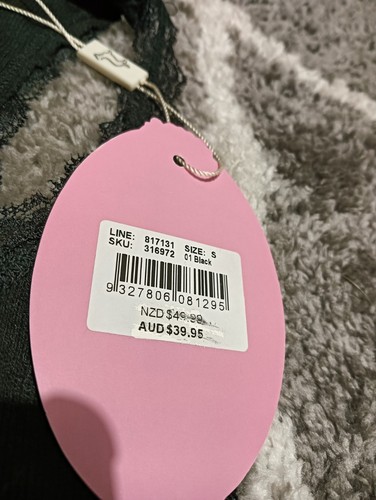 LINE: 817131 SIZE: S
SKU: 316972 01 Black
9 327806 081295
NZD $49.99
AUD $39.95